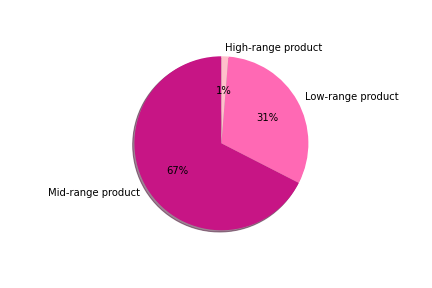 High-range product
1%
Low-range product
31%
67%
Mid-range product